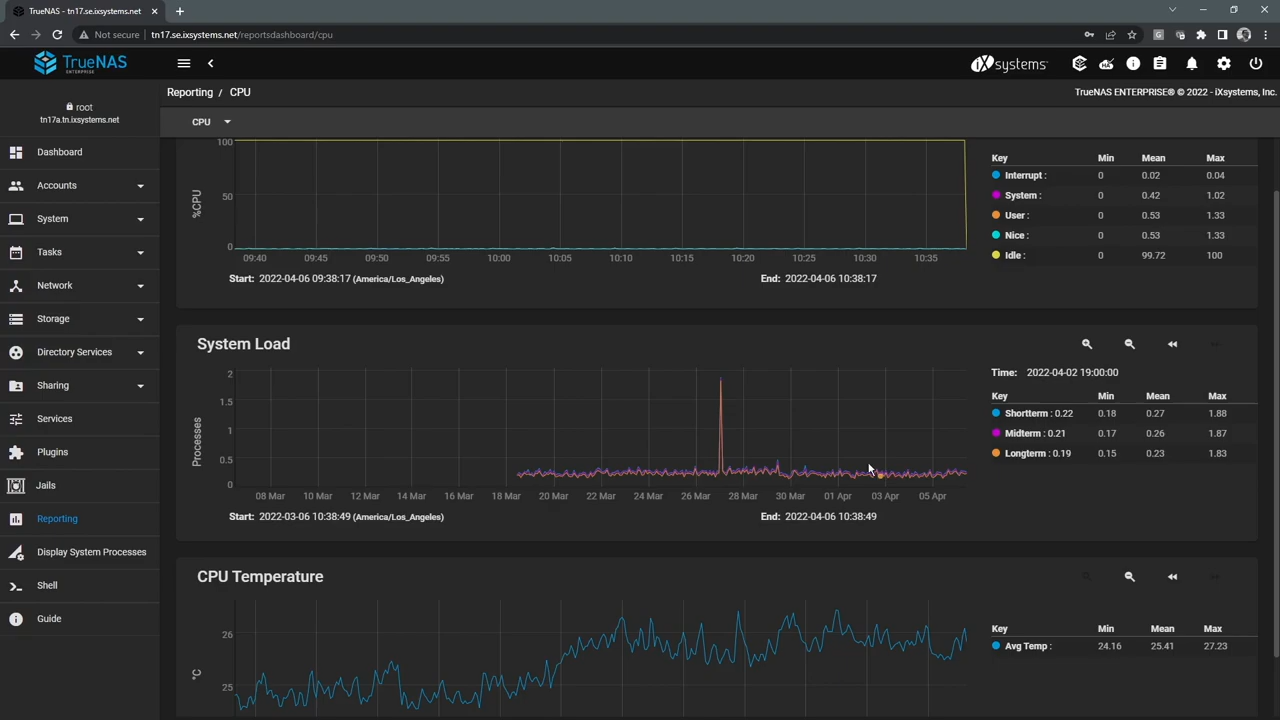 TrueNAS - tn17.se.ixsystems.net
Not secure
tn17.se.ixsystems.net/reportsdashboard/cpu
TrueNAS
ENTERPRISE
iXsystems
root
tn17a.tn.ixsystems.net
Reporting / CPU
TrueNAS ENTERPRISE® © 2022 - iXsystems, Inc.
CPU
Dashboard
Accounts
System
Tasks
Network
Storage
Directory Services
Sharing
Services
Plugins
Jails
Reporting
Display System Processes
Shell
Guide
100
50
0
%CPU
09:40 09:45 09:50 09:55 10:00 10:05 10:10 10:15 10:20 10:25 10:30 10:35
Start: 2022-04-06 09:38:17 (America/Los_Angeles)
End: 2022-04-06 10:38:17
Key Min Mean Max
Interrupt : 0 0.02 0.04
System : 0 0.42 1.02
User : 0 0.53 1.33
Nice : 0 0.53 1.33
Idle : 0 99.72 100
System Load
2
1.5
1
0.5
0
Processes
08 Mar 10 Mar 12 Mar 14 Mar 16 Mar 18 Mar 20 Mar 22 Mar 24 Mar 26 Mar 28 Mar 30 Mar 01 Apr 03 Apr 05 Apr
Start: 2022-03-06 10:38:49 (America/Los_Angeles)
End: 2022-04-06 10:38:49
Time: 2022-04-02 19:00:00
Key Min Mean Max
Shortterm : 0.22 0.18 0.27 1.88
Midterm : 0.21 0.17 0.26 1.87
Longterm : 0.19 0.15 0.23 1.83
CPU Temperature
26
25
°C
Key Min Mean Max
Avg Temp : 24.16 25.41 27.23